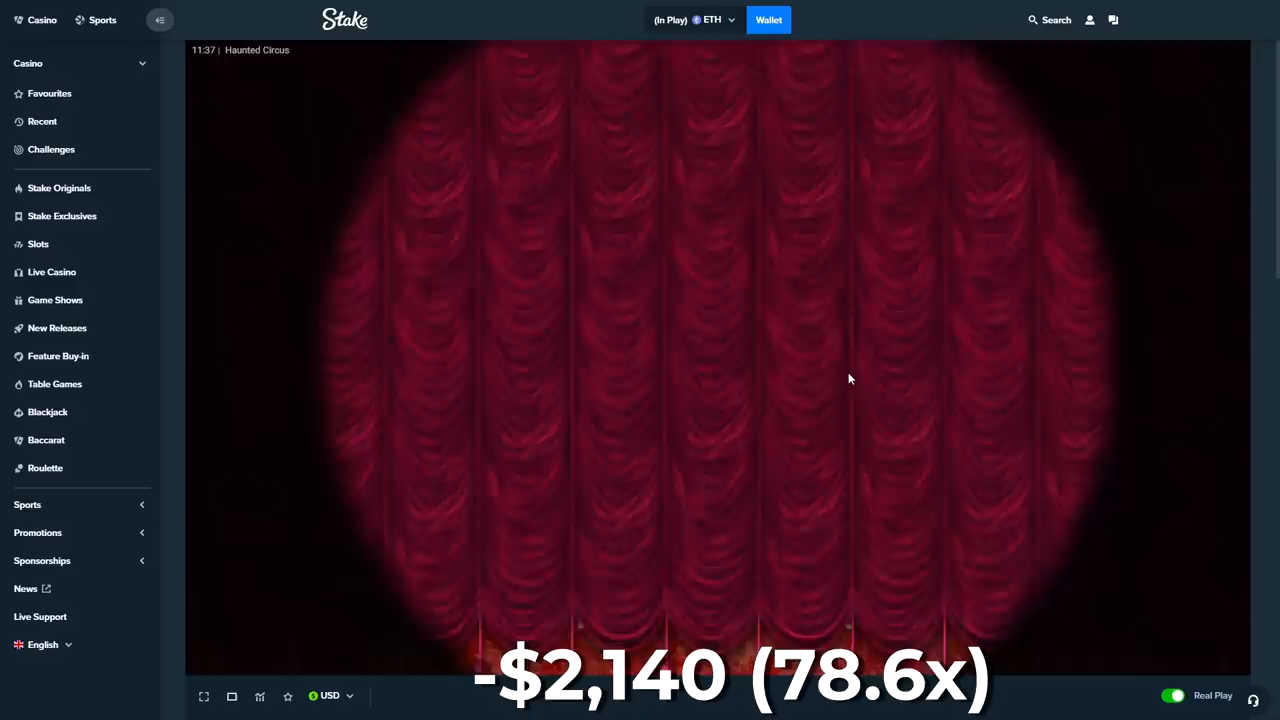 Casino
Sports
Stake
(In Play) ETH
Wallet
Search
11:37 | Haunted Circus
Casino
Favourites
Recent
Challenges
Stake Originals
Stake Exclusives
Slots
Live Casino
Game Shows
New Releases
Feature Buy-in
Table Games
Blackjack
Baccarat
Roulette
Sports
Promotions
Sponsorships
News
Live Support
English
-$2,140 (78.6x)
USD
Real Play